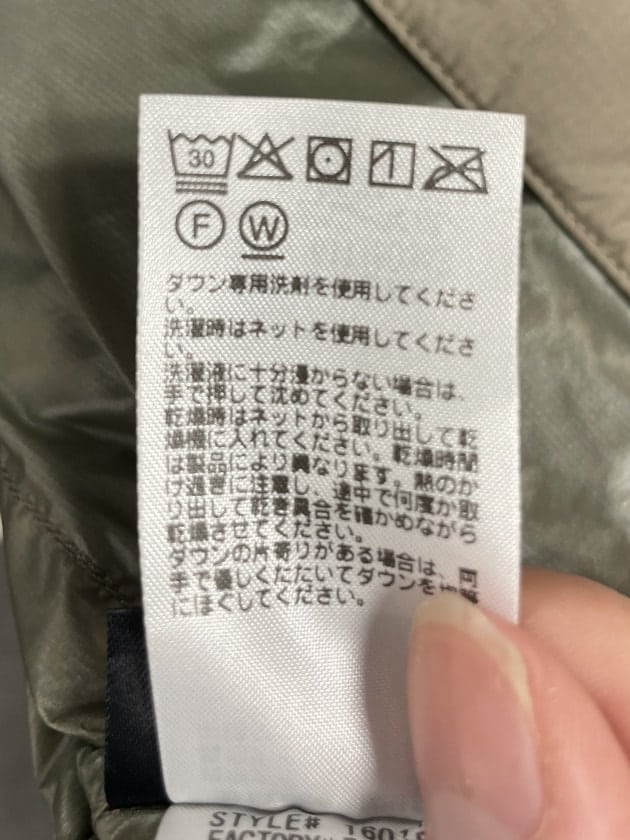 30
F W
ダウン専用洗剤を使用してくださ
い。
洗濯時はネットを使用してくださ
い。
洗濯液に十分浸からない場合は、
手で押して沈めてください。
乾燥時はネットから取り出して乾
燥機に入れてください。乾燥時間
は製品により異なります。熱のか
け過ぎに注意し、途中で何度か取
り出して乾き具合を確かめながら
乾燥させてください。
ダウンの片寄りがある場合は、両
手で優しくたたいてダウンを均等
にほぐしてください。
STYLE# 1601
FACTORY#